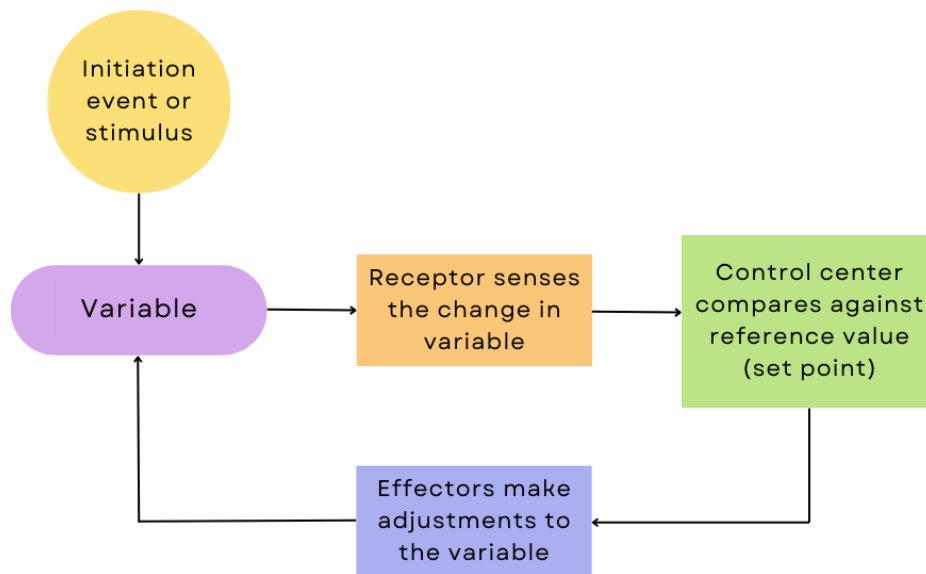 Initiation
event or
stimulus
Variable
Receptor senses
the change in
variable
Control center
compares against
reference value
(set point)
Effectors make
adjustments to
the variable